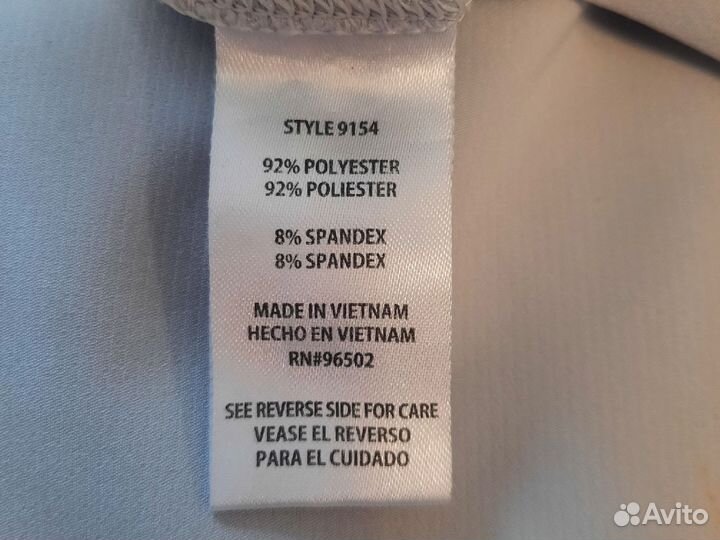 STYLE 9154
92% POLYESTER
92% POLIESTER
8% SPANDEX
8% SPANDEX
MADE IN VIETNAM
HECHO EN VIETNAM
RN#96502
SEE REVERSE SIDE FOR CARE
VEASE EL REVERSO
PARA EL CUIDADO
Avito